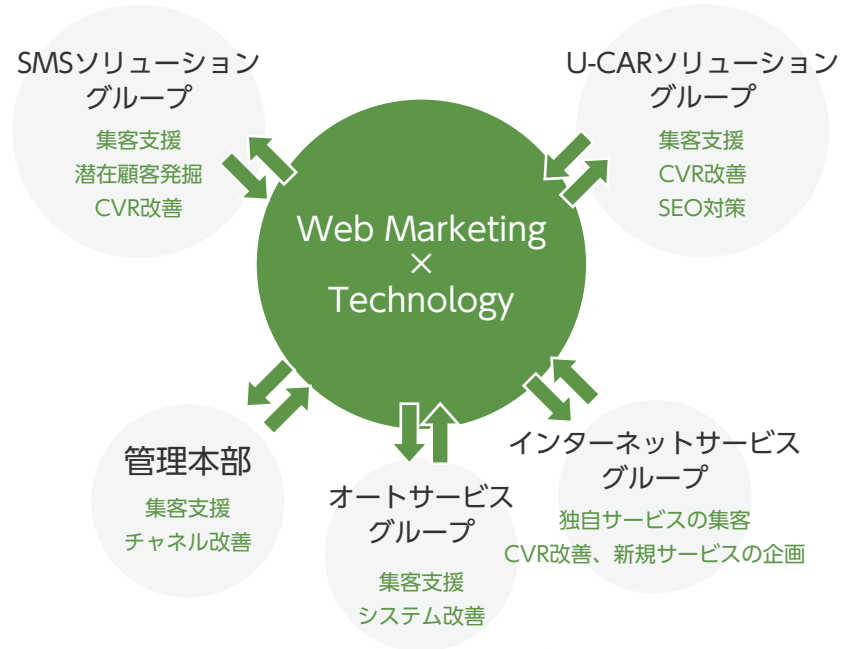 SMSソリューション
グループ
集客支援
潜在顧客発掘
CVR改善
U-CARソリューション
グループ
集客支援
CVR改善
SEO対策
Web Marketing
×
Technology
管理本部
集客支援
チャネル改善
オートサービス
グループ
集客支援
システム改善
インターネットサービス
グループ
独自サービスの集客
CVR改善、新規サービスの企画